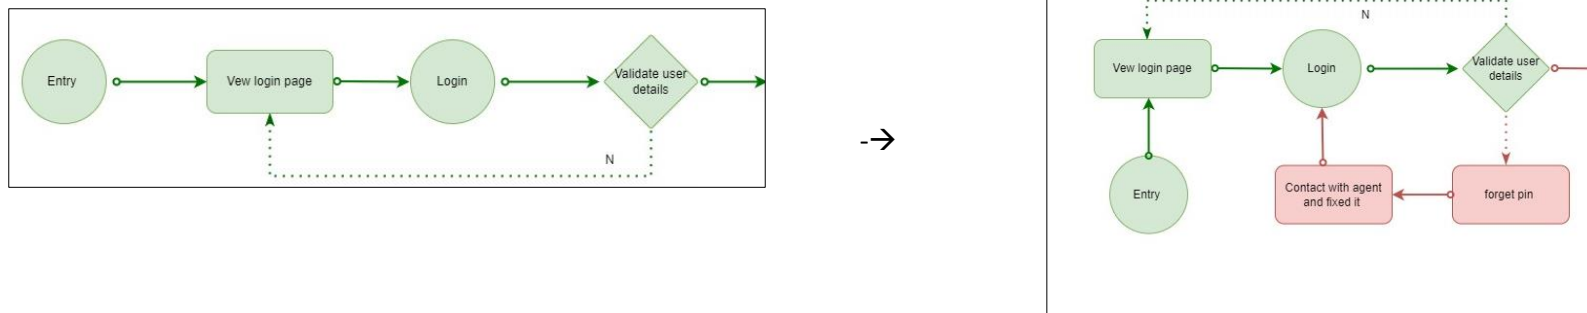 Entry
Vew login page
Login
Validate user
details
N
-→
N
Vew login page
Login
Validate user
details
Entry
Contact with agent
and fixed it
forget pin